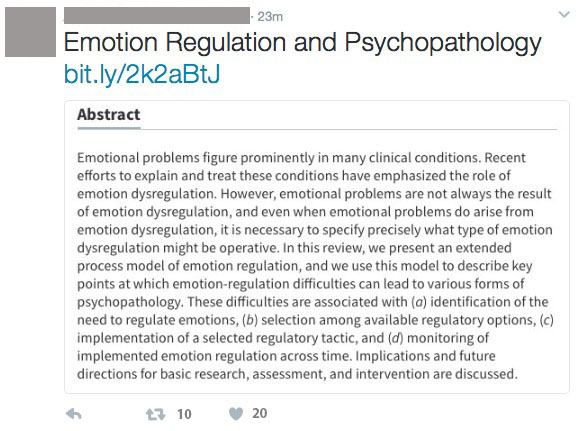 · 23m
Emotion Regulation and Psychopathology
bit.ly/2k2aBtJ
Abstract
Emotional problems figure prominently in many clinical conditions. Recent
efforts to explain and treat these conditions have emphasized the role of
emotion dysregulation. However, emotional problems are not always the result
of emotion dysregulation, and even when emotional problems do arise from
emotion dysregulation, it is necessary to specify precisely what type of emotion
dysregulation might be operative. In this review, we present an extended
process model of emotion regulation, and we use this model to describe key
points at which emotion-regulation difficulties can lead to various forms of
psychopathology. These difficulties are associated with (a) identification of the
need to regulate emotions, (b) selection among available regulatory options, (c)
implementation of a selected regulatory tactic, and (d) monitoring of
implemented emotion regulation across time. Implications and future
directions for basic research, assessment, and intervention are discussed.
10 20